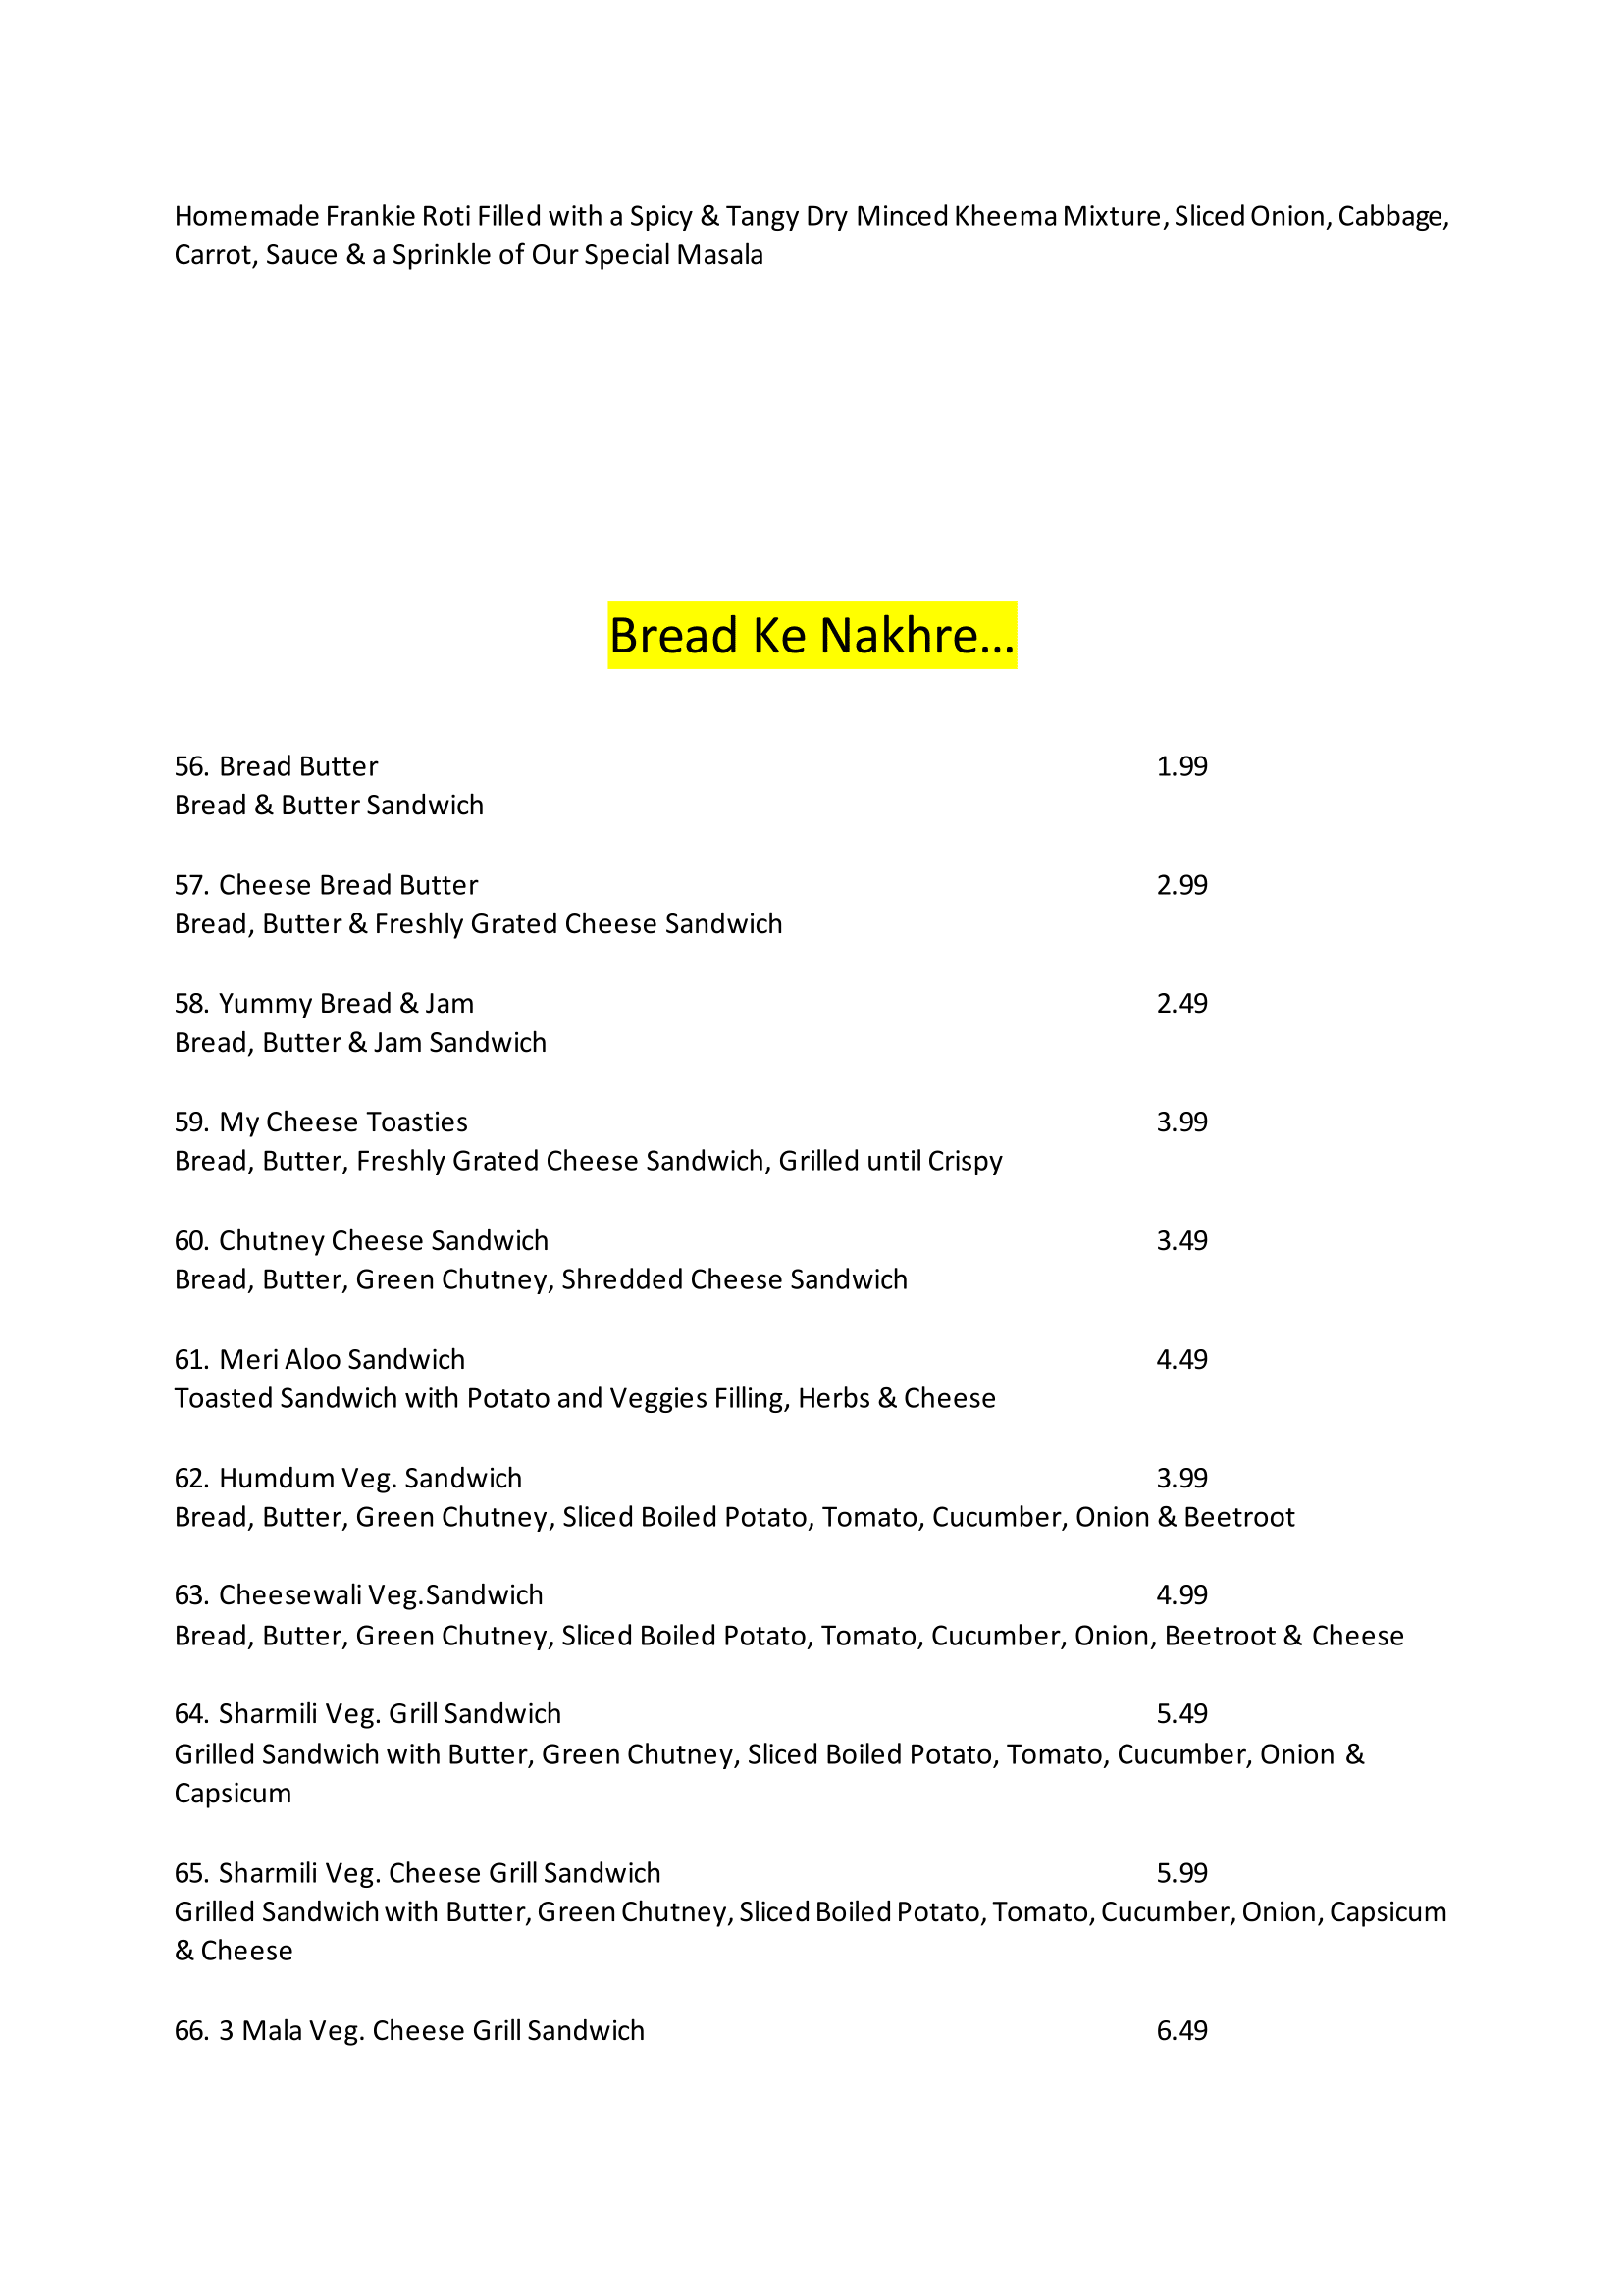 Homemade Frankie Roti Filled with a Spicy & Tangy Dry Minced Kheema Mixture, Sliced Onion, Cabbage,
Carrot, Sauce & a Sprinkle of Our Special Masala
Bread Ke Nakhre...
56. Bread Butter 1.99
Bread & Butter Sandwich
57. Cheese Bread Butter 2.99
Bread, Butter & Freshly Grated Cheese Sandwich
58. Yummy Bread & Jam 2.49
Bread, Butter & Jam Sandwich
59. My Cheese Toasties 3.99
Bread, Butter, Freshly Grated Cheese Sandwich, Grilled until Crispy
60. Chutney Cheese Sandwich 3.49
Bread, Butter, Green Chutney, Shredded Cheese Sandwich
61. Meri Aloo Sandwich 4.49
Toasted Sandwich with Potato and Veggies Filling, Herbs & Cheese
62. Humdum Veg. Sandwich 3.99
Bread, Butter, Green Chutney, Sliced Boiled Potato, Tomato, Cucumber, Onion & Beetroot
63. Cheesewali Veg.Sandwich 4.99
Bread, Butter, Green Chutney, Sliced Boiled Potato, Tomato, Cucumber, Onion, Beetroot & Cheese
64. Sharmili Veg. Grill Sandwich 5.49
Grilled Sandwich with Butter, Green Chutney, Sliced Boiled Potato, Tomato, Cucumber, Onion &
Capsicum
65. Sharmili Veg. Cheese Grill Sandwich 5.99
Grilled Sandwich with Butter, Green Chutney, Sliced Boiled Potato, Tomato, Cucumber, Onion, Capsicum
& Cheese
66. 3 Mala Veg. Cheese Grill Sandwich 6.49